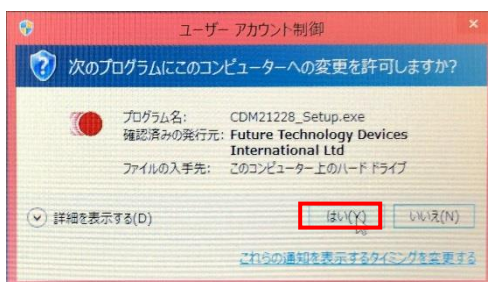 ユーザー アカウント制御
次のプログラムにこのコンピューターへの変更を許可しますか?
プログラム名: CDM21228_Setup.exe
確認済みの発行元: Future Technology Devices
International Ltd
ファイルの入手先: このコンピューター上のハード ドライブ
詳細を表示する(D)
はい(Y) いいえ(N)
これらの通知を表示するタイミングを変更する